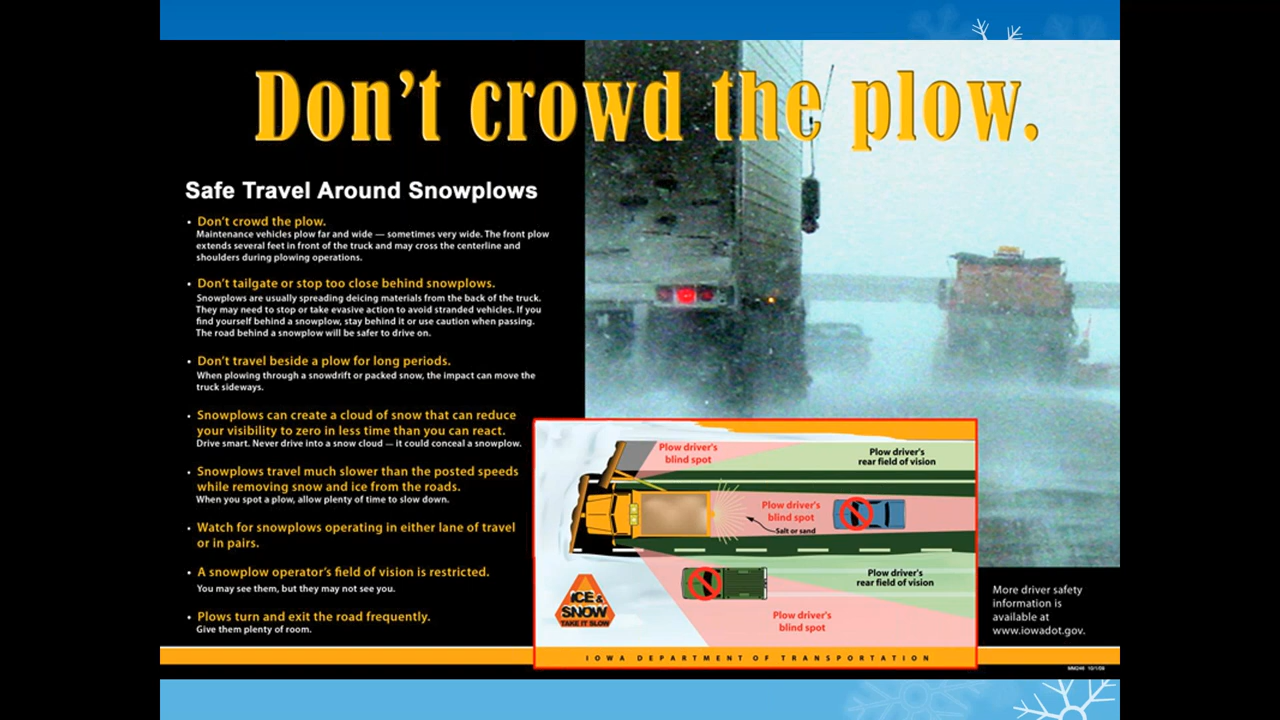 Don't crowd the plow.
Safe Travel Around Snowplows
• Don't crowd the plow.
Maintenance vehicles plow far and wide — sometimes very wide. The front plow
extends several feet in front of the truck and may cross the centerline and
shoulders during plowing operations.
• Don't tailgate or stop too close behind snowplows.
Snowplows are usually spreading deicing materials from the back of the truck.
They may need to stop or take evasive action to avoid stranded vehicles. If you
find yourself behind a snowplow, stay behind it or use caution when passing.
The road behind a snowplow will be safer to drive on.
• Don't travel beside a plow for long periods.
When plowing through a snowdrift or packed snow, the impact can move the
truck sideways.
• Snowplows can create a cloud of snow that can reduce
your visibility to zero in less time than you can react.
Drive smart. Never drive into a snow cloud — it could conceal a snowplow.
• Snowplows travel much slower than the posted speeds
while removing snow and ice from the roads.
When you spot a plow, allow plenty of time to slow down.
• Watch for snowplows operating in either lane of travel
or in pairs.
• A snowplow operator's field of vision is restricted.
You may see them, but they may not see you.
• Plows turn and exit the road frequently.
Give them plenty of room.
Plow driver's
blind spot
Plow driver's
rear field of vision
Plow driver's
blind spot
Salt or sand
Plow driver's
rear field of vision
Plow driver's
blind spot
ICE &
SNOW
TAKE IT SLOW
IOWA DEPARTMENT OF TRANSPORTATION
More driver safety
information is
available at
www.iowadot.gov.